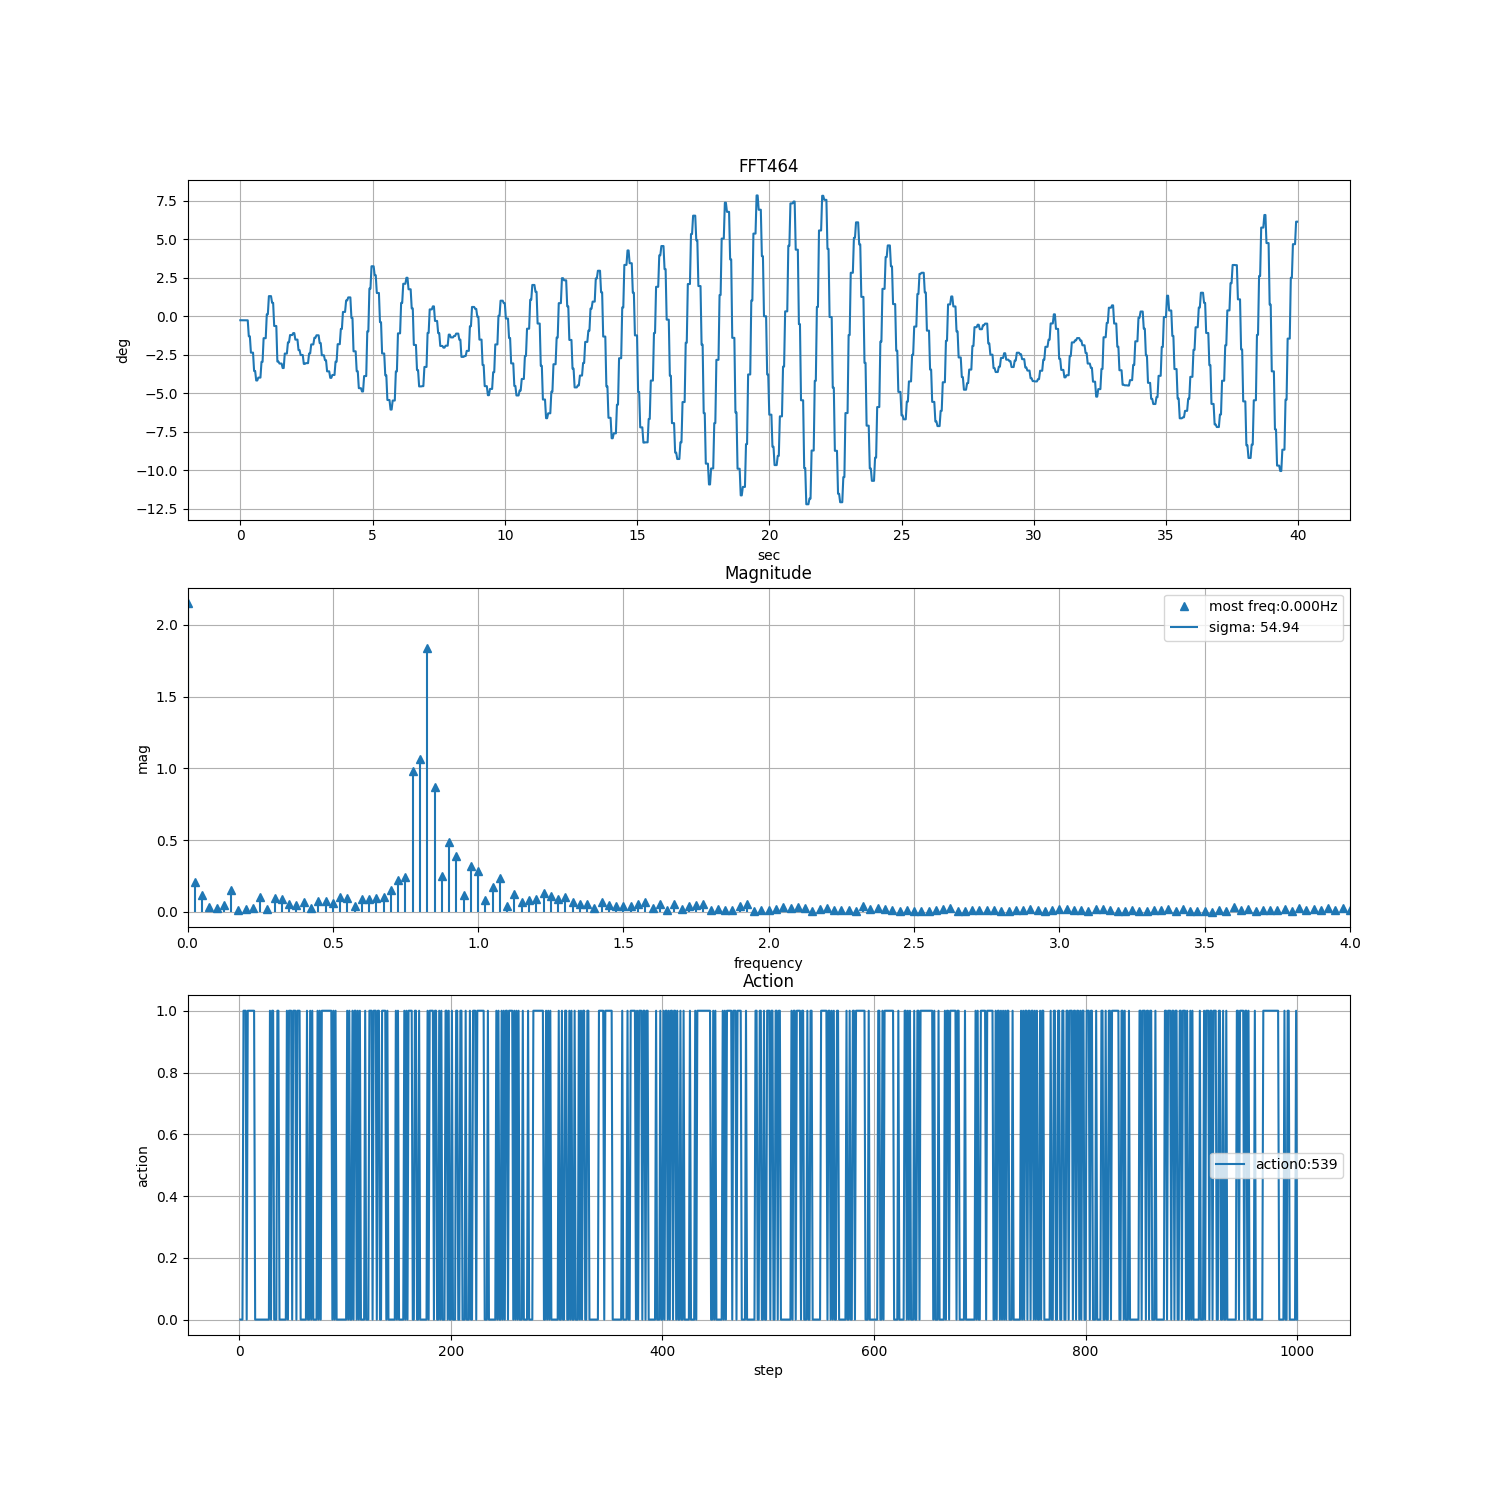 FFT464
7.5
5.0
2.5
0.0
−2.5
−5.0
−7.5
−10.0
−12.5
deg
0 5 10 15 20 25 30 35 40
sec
Magnitude
most freq:0.000Hz
sigma: 54.94
2.0
1.5
1.0
0.5
0.0
mag
0.0 0.5 1.0 1.5 2.0 2.5 3.0 3.5 4.0
frequency
Action
1.0
0.8
0.6
0.4
0.2
0.0
action
action0:539
0 200 400 600 800 1000
step